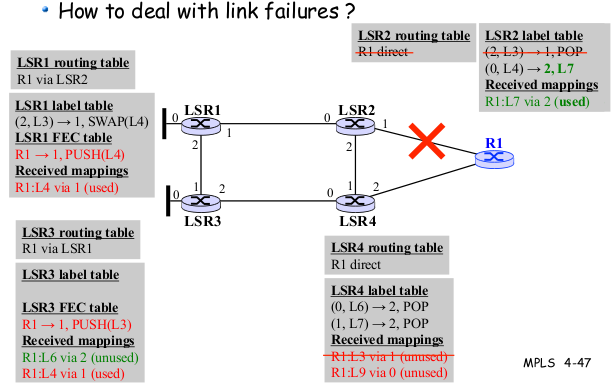 • How to deal with link failures ?
LSR2 routing table
R1 direct
LSR2 label table
(2, L3) → 1, POP
(0, L4) → 2, L7
Received mappings
R1:L7 via 2 (used)
LSR1 routing table
R1 via LSR2
LSR1 label table
(2, L3) → 1, SWAP(L4)
LSR1 FEC table
R1 → 1, PUSH(L4)
Received mappings
R1:L4 via 1 (used)
0 LSR1 1 2
0 LSR2 1 2
R1
0 LSR3 1 2
0 LSR4 1 2
LSR3 routing table
R1 via LSR1
LSR3 label table
LSR3 FEC table
R1 → 1, PUSH(L3)
Received mappings
R1:L6 via 2 (unused)
R1:L4 via 1 (used)
LSR4 routing table
R1 direct
LSR4 label table
(0, L6) → 2, POP
(1, L7) → 2, POP
Received mappings
R1:L3 via 1 (unused)
R1:L9 via 0 (unused)
MPLS 4-47